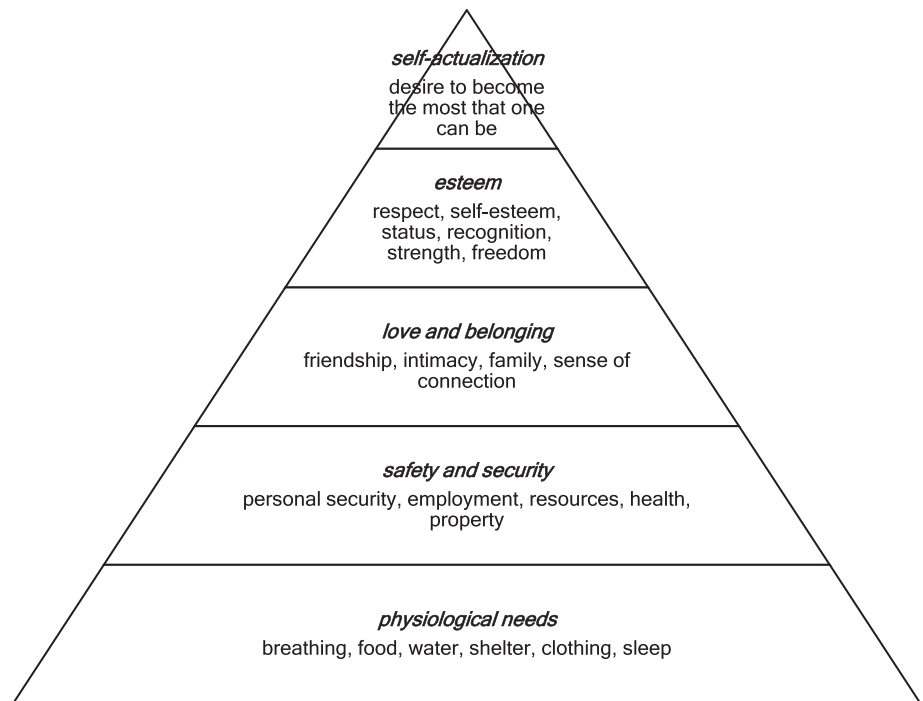 self-actualization
desire to become
the most that one
can be
esteem
respect, self-esteem,
status, recognition,
strength, freedom
love and belonging
friendship, intimacy, family, sense of
connection
safety and security
personal security, employment, resources, health,
property
physiological needs
breathing, food, water, shelter, clothing, sleep